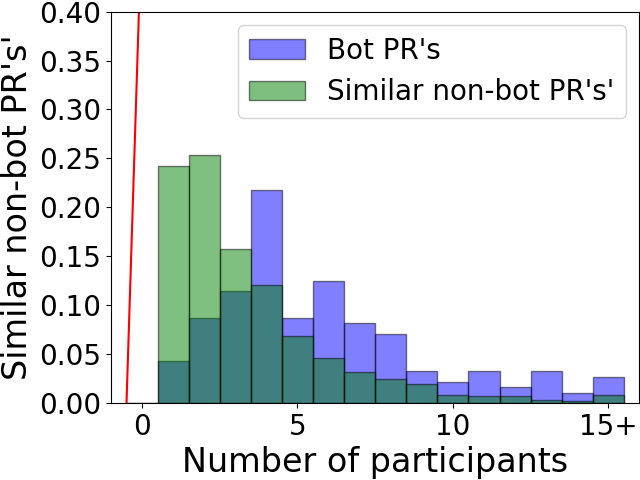 0.40
0.35
0.30
0.25
0.20
0.15
0.10
0.05
0.00
Similar non-bot PR's'
Bot PR's
Similar non-bot PR's'
0 5 10 15+
Number of participants